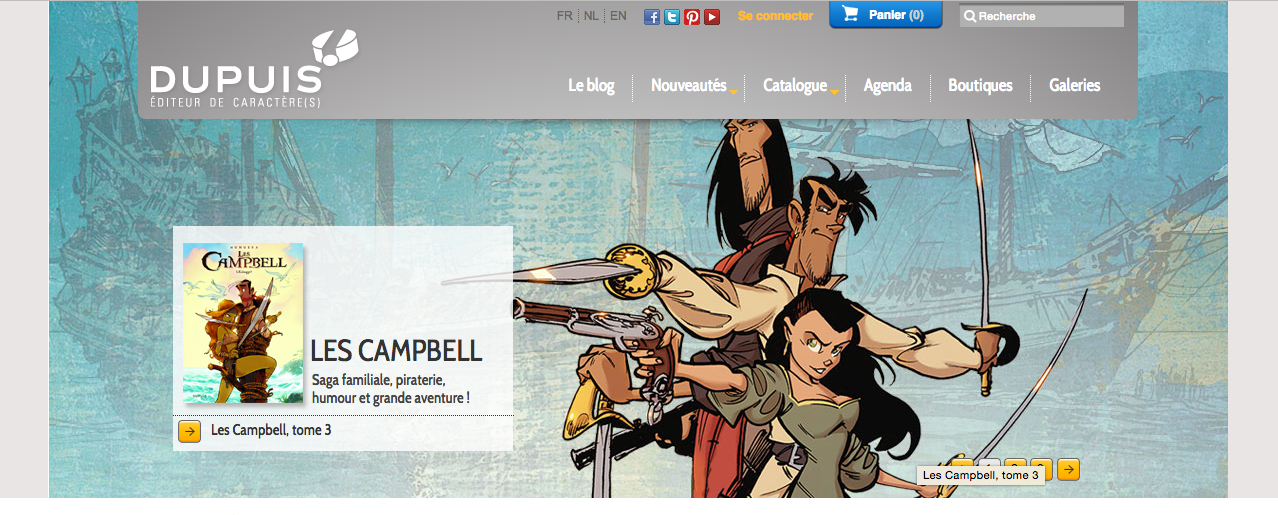 FR NL EN
Se connecter
Panier (0)
Recherche
DUPUIS
ÉDITEUR DE CARACTÈRE(S)
Le blog
Nouveautés
Catalogue
Agenda
Boutiques
Galeries
LES
CAMPBELL
LES CAMPBELL
Saga familiale, piraterie,
humour et grande aventure !
Les Campbell, tome 3
Les Campbell, tome 3